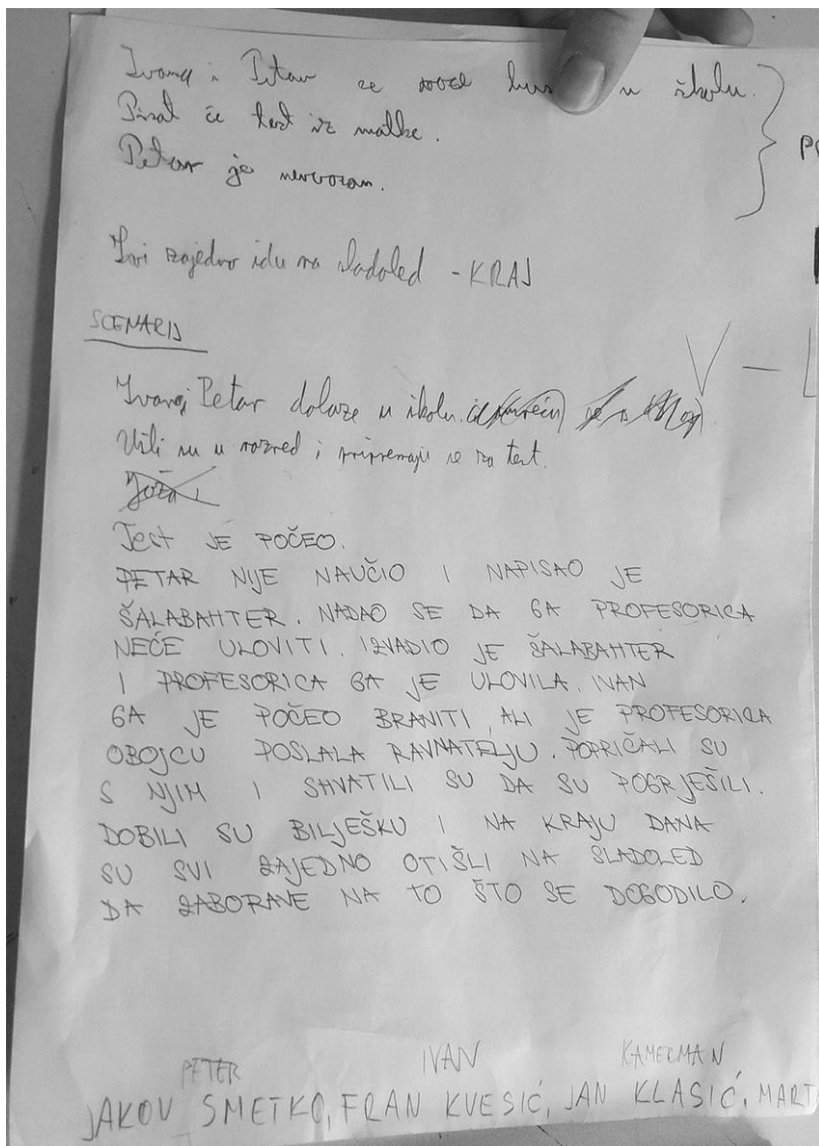 Ivana i Petar se voze bus u školu.
Pisat će test iz matke.
Petar je nervozan.
Svi zajedno idu na sladoled - KRAJ
SCENARIJ
V - L
Ivan i Petar dolaze u školu.
Ušli su u razred i pripremaju se za test.
TEST JE POČEO.
PETAR NIJE NAUČIO I NAPISAO JE
ŠALABAHTER. NADAO SE DA GA PROFESORICA
NEĆE ULOVITI. IZVADIO JE ŠALABAHTER
I PROFESORICA GA JE ULOVILA. IVAN
GA JE POČEO BRANITI, ALI JE PROFESORICA
OBOJCU POSLALA RAVNATELJU. POPRIČALI SU
S NJIM I SHVATILI SU DA SU POGRJEŠILI.
DOBILI SU BILJEŠKU I NA KRAJU DANA
SU SVI ZAJEDNO OTIŠLI NA SLADOLED
DA ZABORAVE NA TO ŠTO SE DOGODILO.
PETER IVAN KAMERMAN
JAKOV SMETKO, FRAN KVESIĆ, JAN KLASIĆ, MART